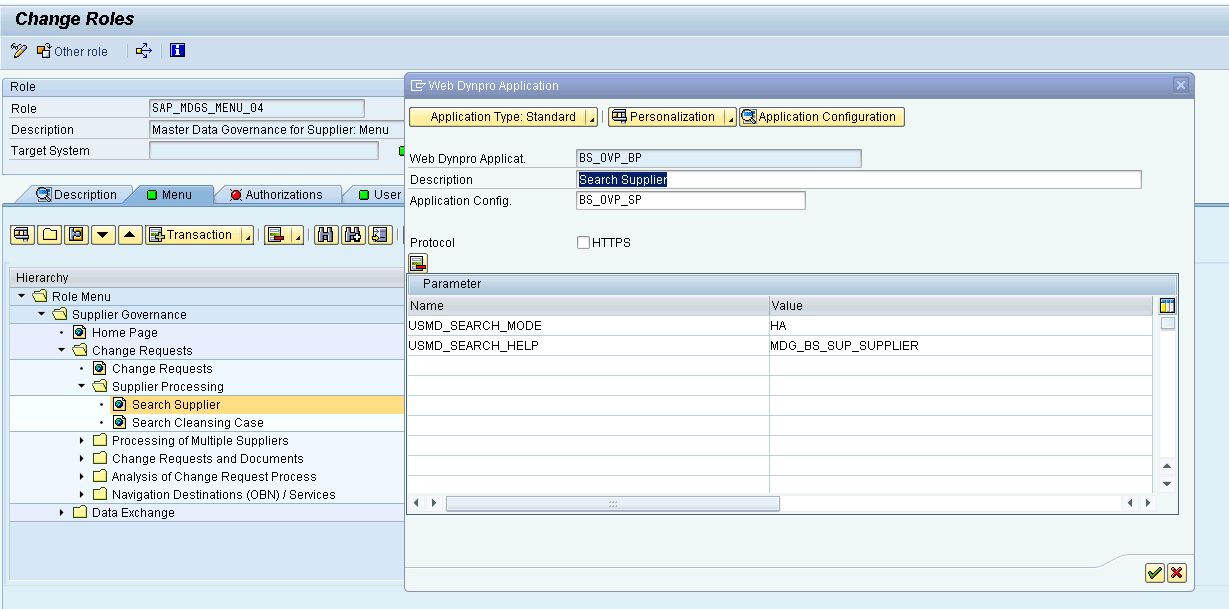 Change Roles
Other role
Role
Role SAP_MDGS_MENU_04
Description Master Data Governance for Supplier: Menu
Target System
Description Menu Authorizations User
Transaction
Hierarchy
Role Menu
Supplier Governance
Home Page
Change Requests
Change Requests
Supplier Processing
Search Supplier
Search Cleansing Case
Processing of Multiple Suppliers
Change Requests and Documents
Analysis of Change Request Process
Navigation Destinations (OBN) / Services
Data Exchange
Web Dynpro Application
Application Type: Standard Personalization Application Configuration
Web Dynpro Applicat. BS_OVP_BP
Description Search Supplier
Application Config. BS_OVP_SP
Protocol HTTPS
Parameter
Name Value
USMD_SEARCH_MODE HA
USMD_SEARCH_HELP MDG_BS_SUP_SUPPLIER